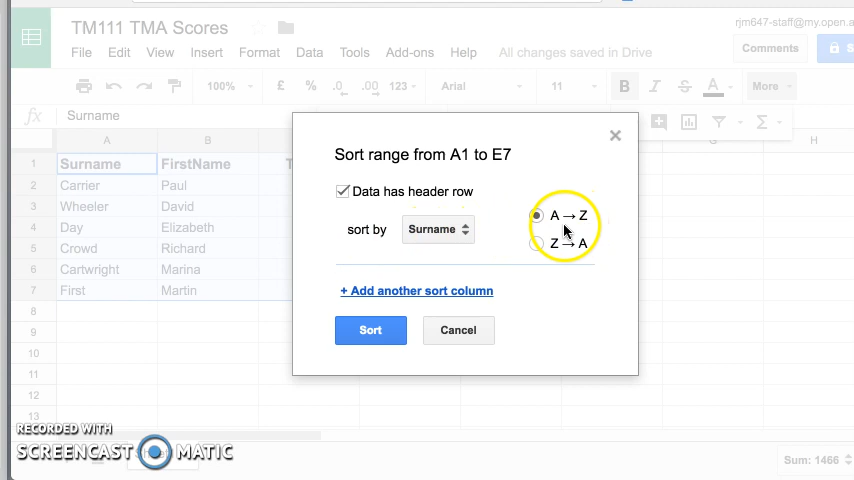 TM111 TMA Scores
rjm647-staff@my.open.a
File Edit View Insert Format Data Tools Add-ons Help All changes saved in Drive
Comments
100% £ % .0 .00 123 Arial 11 B I S A More
fx Surname
A B G H
1 Surname FirstName T
2 Carrier Paul
3 Wheeler David
4 Day Elizabeth
5 Crowd Richard
6 Cartwright Marina
7 First Martin
8
9
10
11
12
13
Sort range from A1 to E7
Data has header row
sort by Surname
A → Z
Z → A
+ Add another sort column
Sort Cancel
RECORDED WITH
SCREENCAST MATIC
Sum: 1466